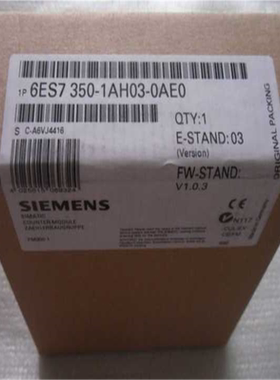 1P 6ES7 350-1AH03-0AE0
QTY:1
S C-A6VJ4416
E-STAND:03
(Version)
FW-STAND:
V1.0.3
SIEMENS
SIMATIC
COUNTER MODULE
N117
ORIGINAL PACKING